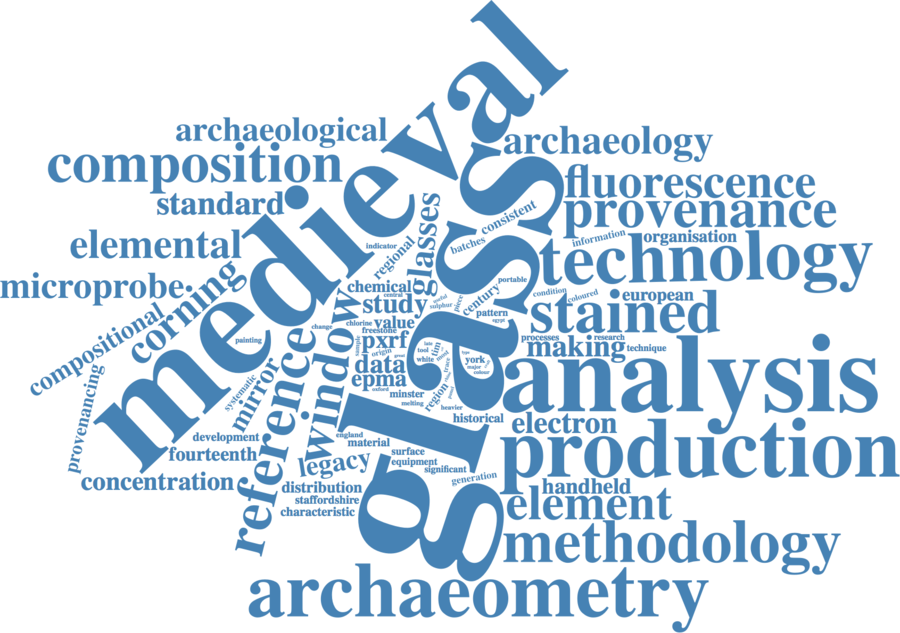 medieval
glass
archaeological
archaeology
composition
fluorescence
standard
provenance
consistent
batches
information
organisation
elemental
indicator
regional
glasses
technology
microprobe
corning
chemical
central
portable
condition
coloured
european
study
useful
sulphur
piece
century
pattern
egypt
stained
compositional
window
change
chlorine
value
freestone
processes
research
painting
pxrf
sample
origin
late
tool
white
tint
york
major
colour
type
trace
making
technique
data
great
analysis
epma
oxford
region
provenancing
systematic
mirror
reference
minster
melting
heavier
historical
electron
development
england
material
fourteenth
legacy
surface
equipment
significant
production
concentration
distribution
generation
handheld
staffordshire
element
characteristic
methodology
archaeometry